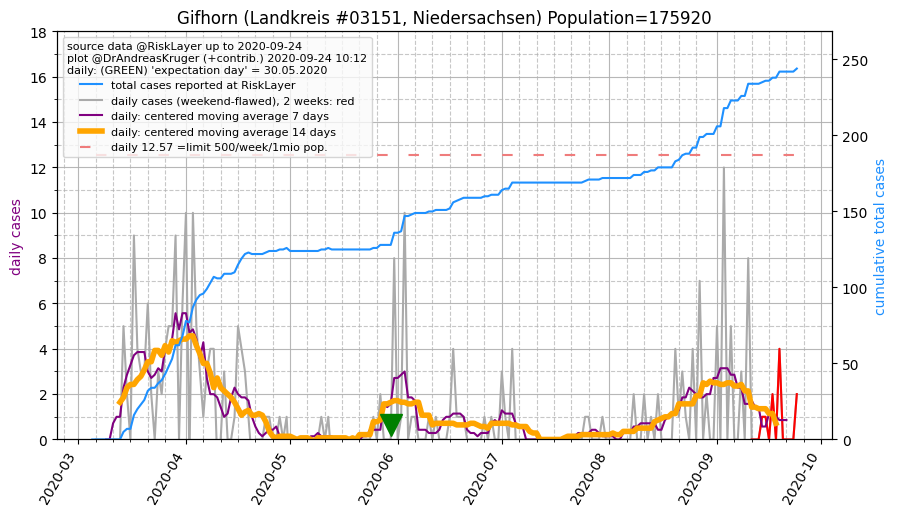 Gifhorn (Landkreis #03151, Niedersachsen) Population=175920
source data @RiskLayer up to 2020-09-24
plot @DrAndreasKruger (+contrib.) 2020-09-24 10:12
daily: (GREEN) 'expectation day' = 30.05.2020
total cases reported at RiskLayer
daily cases (weekend-flawed), 2 weeks: red
daily: centered moving average 7 days
daily: centered moving average 14 days
daily 12.57 =limit 500/week/1mio pop.
daily cases
18
16
14
12
10
8
6
4
2
0
cumulative total cases
250
200
150
100
50
0
2020-03
2020-04
2020-05
2020-06
2020-07
2020-08
2020-09
2020-10